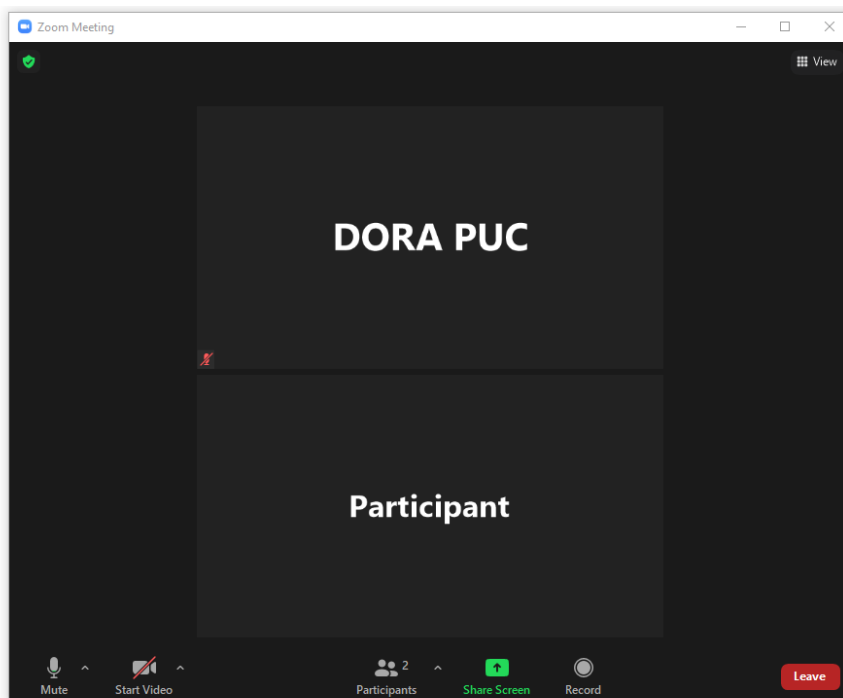 Zoom Meeting
View
DORA PUC
Participant
Mute
Start Video
Participants
2
Share Screen
Record
Leave